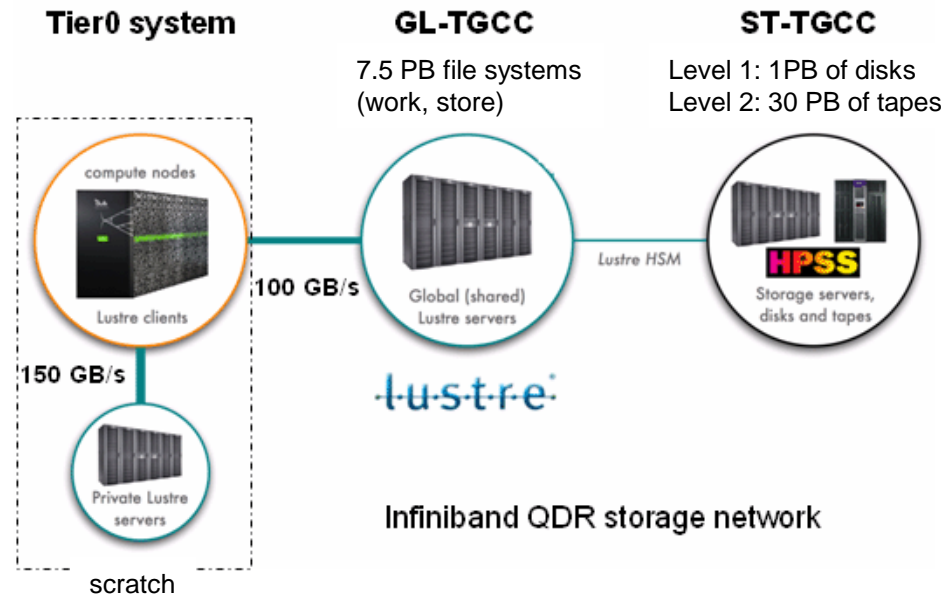 Tier0 system
GL-TGCC
ST-TGCC
7.5 PB file systems
(work, store)
Level 1: 1PB of disks
Level 2: 30 PB of tapes
compute nodes
Lustre clients
100 GB/s
Global (shared)
Lustre servers
Lustre HSM
HPSS
Storage servers,
disks and tapes
150 GB/s
Private Lustre
servers
lustre
Infiniband QDR storage network
scratch